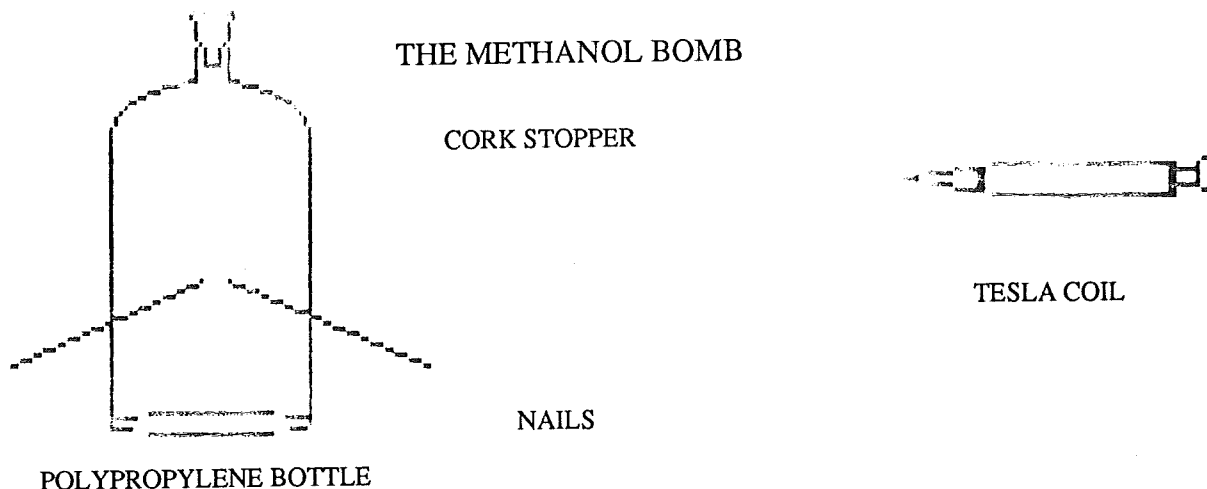 THE METHANOL BOMB
CORK STOPPER
TESLA COIL
NAILS
POLYPROPYLENE BOTTLE